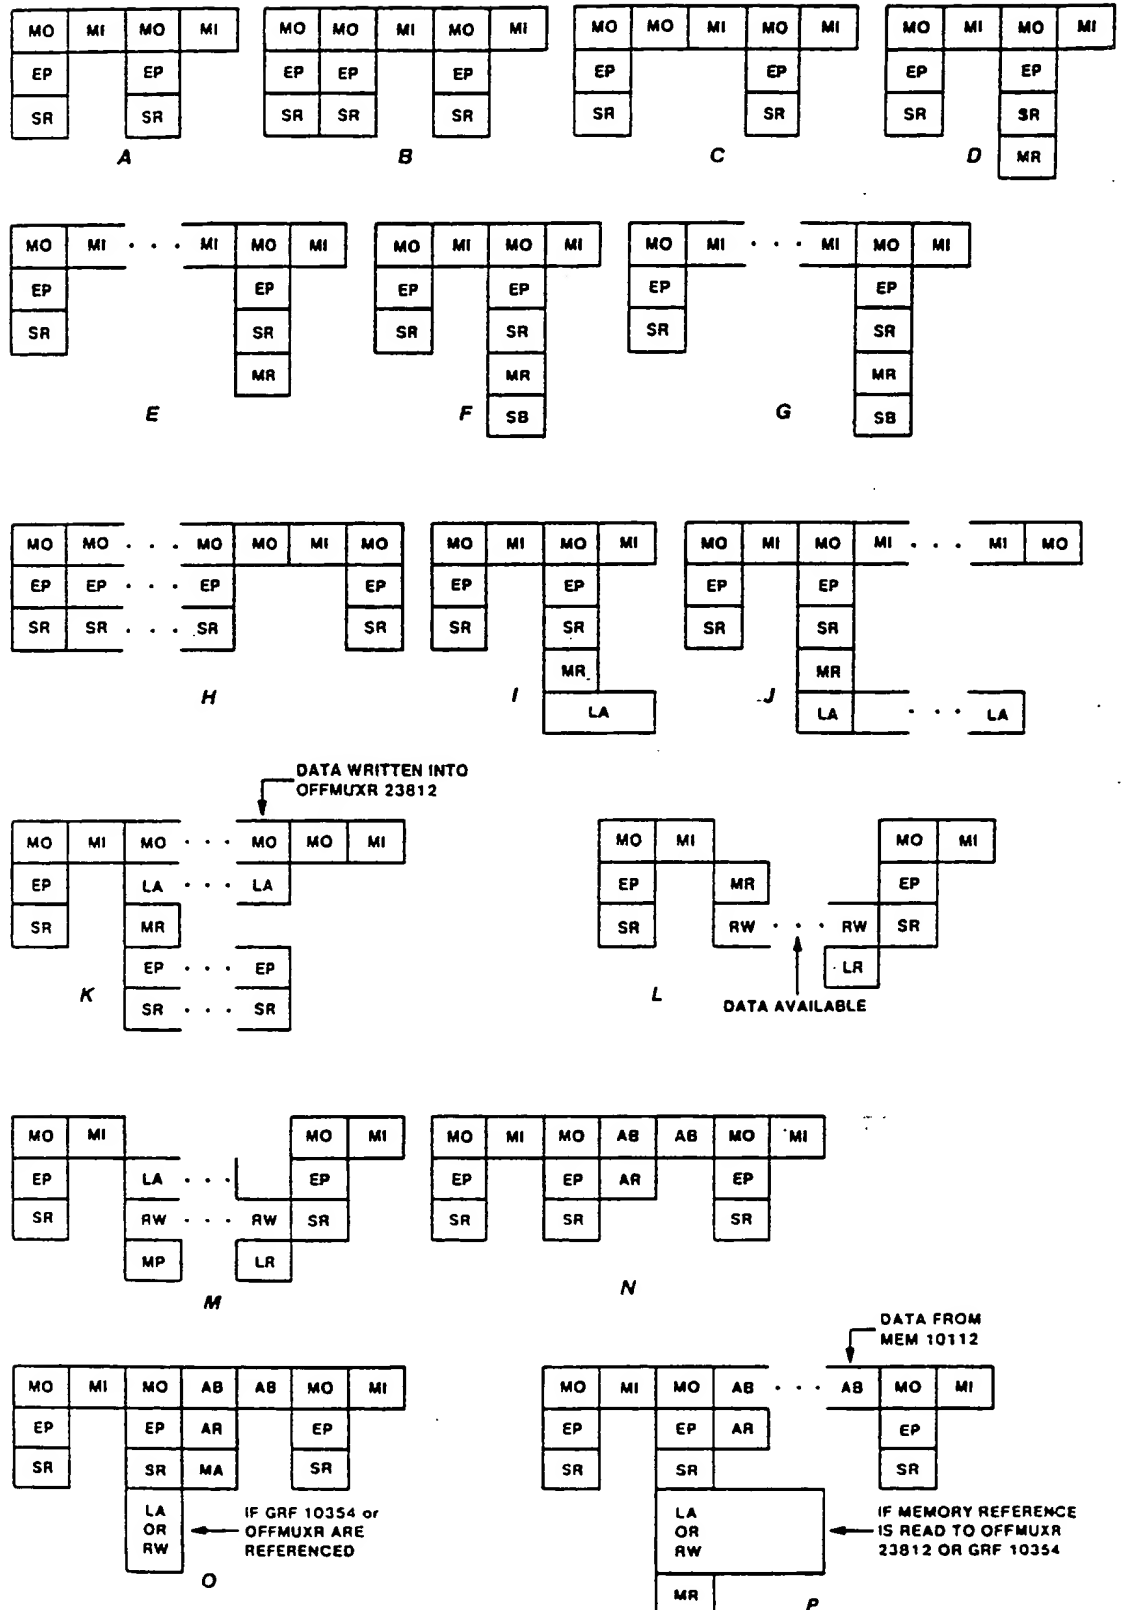 MO MI MO MI
EP EP
SR SR
A
MO MO MI MO MI
EP EP EP
SR SR SR
B
MO MO MI MO MI
EP EP
SR SR
C
MO MI MO MI
EP EP
SR SR
MR
D
MO MI · · · MI MO MI
EP EP
SR SR
MR
E
MO MI MO MI
EP EP
SR SR
MR
SB
F
MO MI · · · MI MO MI
EP EP
SR SR
MR
SB
G
MO MO · · · MO MO MI MO
EP EP · · · EP EP
SR SR · · · SR SR
H
MO MI MO MI
EP EP
SR SR
MR
LA
I
MO MI MO MI · · · MI MO
EP EP
SR SR
MR
LA · · · LA
J
DATA WRITTEN INTO
OFFMUXR 23812
MO MI MO · · · MO MO MI
EP LA · · · LA
SR MR
EP · · · EP
SR · · · SR
K
MO MI MO MI
EP MR EP
SR RW · · · RW SR
LR
DATA AVAILABLE
L
MO MI MO MI
EP LA · · · EP
SR RW · · · RW SR
MP LR
M
MO MI MO AB AB MO MI
EP EP AR EP
SR SR SR
N
MO MI MO AB AB MO MI
EP EP AR EP
SR SR MA SR
LA
OR
RW
IF GRF 10354 or
OFFMUXR ARE
REFERENCED
O
DATA FROM
MEM 10112
MO MI MO AB · · · AB MO MI
EP EP AR EP
SR SR SR
LA
OR
RW
IF MEMORY REFERENCE
IS READ TO OFFMUXR
23812 OR GRF 10354
MR
P